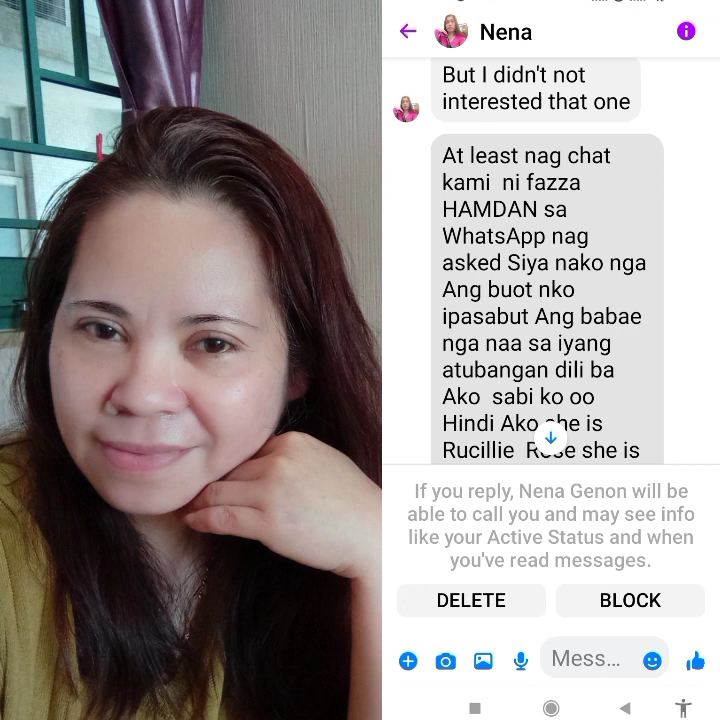 Nena
But I didn't not
interested that one
At least nag chat
kami ni fazza
HAMDAN sa
WhatsApp nag
asked Siya nako nga
Ang buot nko
ipasabut Ang babae
nga naa sa iyang
atubangan dili ba
Ako sabi ko oo
Hindi Ako she is
Rucillie Rose she is
If you reply, Nena Genon will be
able to call you and may see info
like your Active Status and when
you've read messages.
DELETE
BLOCK
Mess...